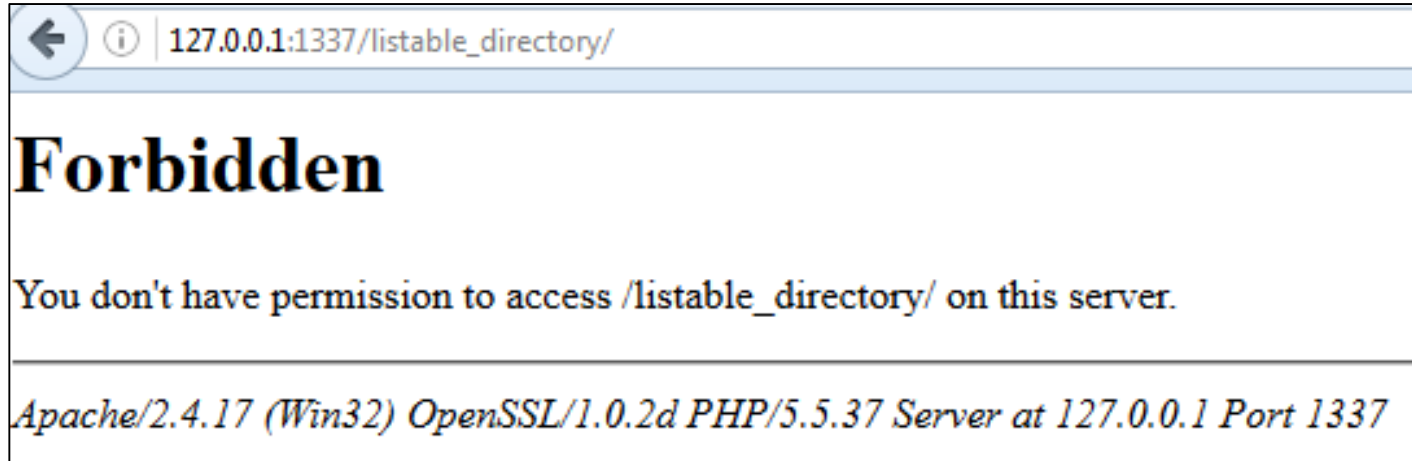 127.0.0.1:1337/listable_directory/
Forbidden
You don't have permission to access /listable_directory/ on this server.
Apache/2.4.17 (Win32) OpenSSL/1.0.2d PHP/5.5.37 Server at 127.0.0.1 Port 1337